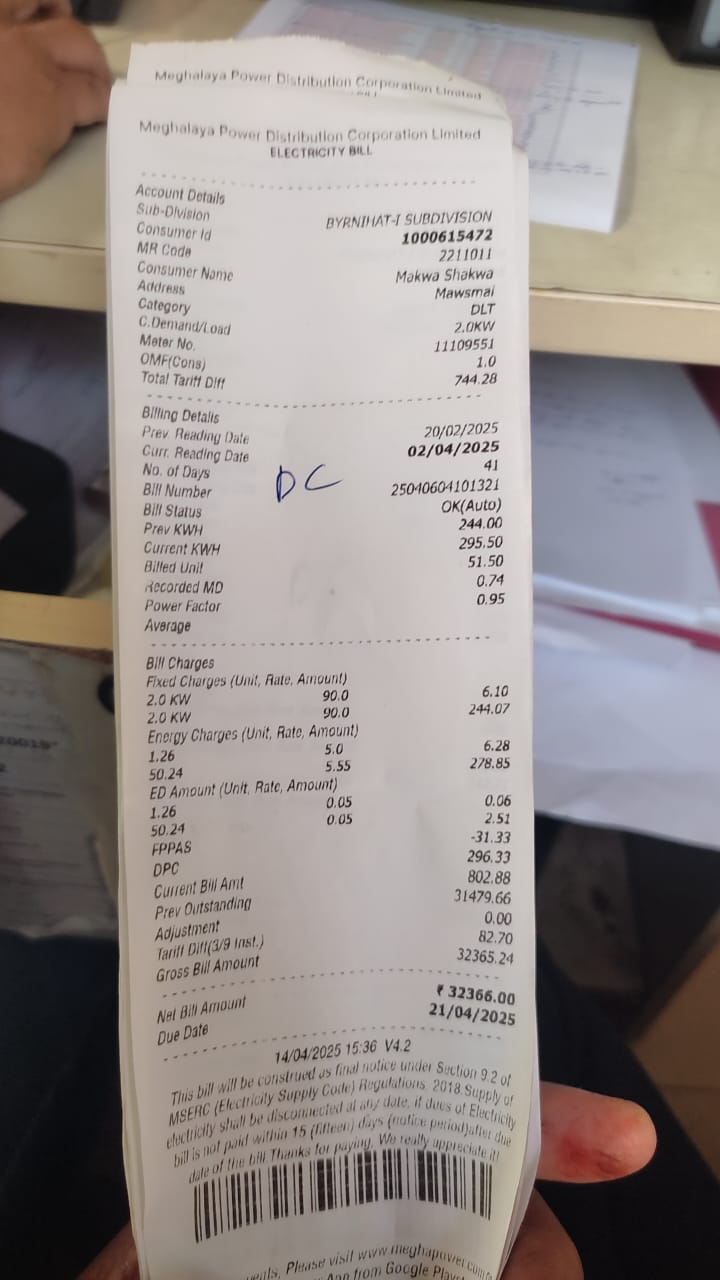 Meghalaya Power Distribution Corporation Limited
Meghalaya Power Distribution Corporation Limited
ELECTRICITY BILL
Account Details
Sub-Division BYRNIHAT-I SUBDIVISION
Consumer Id 1000615472
MR Code 2211011
Consumer Name Makwa Shakwa
Address Mawsmai
Category DLT
C.Demand/Load 2.0KW
Meter No. 11109551
OMF(Cons) 1.0
Total Tariff Diff 744.28
Billing Details
Prev. Reading Date 20/02/2025
Curr. Reading Date 02/04/2025
No. of Days 41
DC
Bill Number 25040604101321
Bill Status OK(Auto)
Prev KWH 244.00
Current KWH 295.50
Billed Unit 51.50
Recorded MD 0.74
Power Factor 0.95
Average
Bill Charges
Fixed Charges (Unit, Rate, Amount)
2.0 KW 90.0 6.10
2.0 KW 90.0 244.07
Energy Charges (Unit, Rate, Amount)
1.26 5.0 6.28
50.24 5.55 278.85
ED Amount (Unit, Rate, Amount)
1.26 0.05 0.06
50.24 0.05 2.51
FPPAS -31.33
DPC 296.33
Current Bill Amt 802.88
Prev Outstanding 31479.66
Adjustment 0.00
Tariff Diff(3/9 Inst.) 82.70
Gross Bill Amount 32365.24
Net Bill Amount ₹ 32366.00
Due Date 21/04/2025
14/04/2025 15:36 V4.2
This bill will be construed as final notice under Section 9.2 of
MSERC (Electricity Supply Code) Regulations, 2018.Supply of
electricity shall be disconnected at any date, if dues of Electricity
bill is not paid within 15 (fifteen) days (notice period)after due
date of the bill.Thanks for paying. We really appreciate it!
Please visit www.meghapower.com
App from Google Play